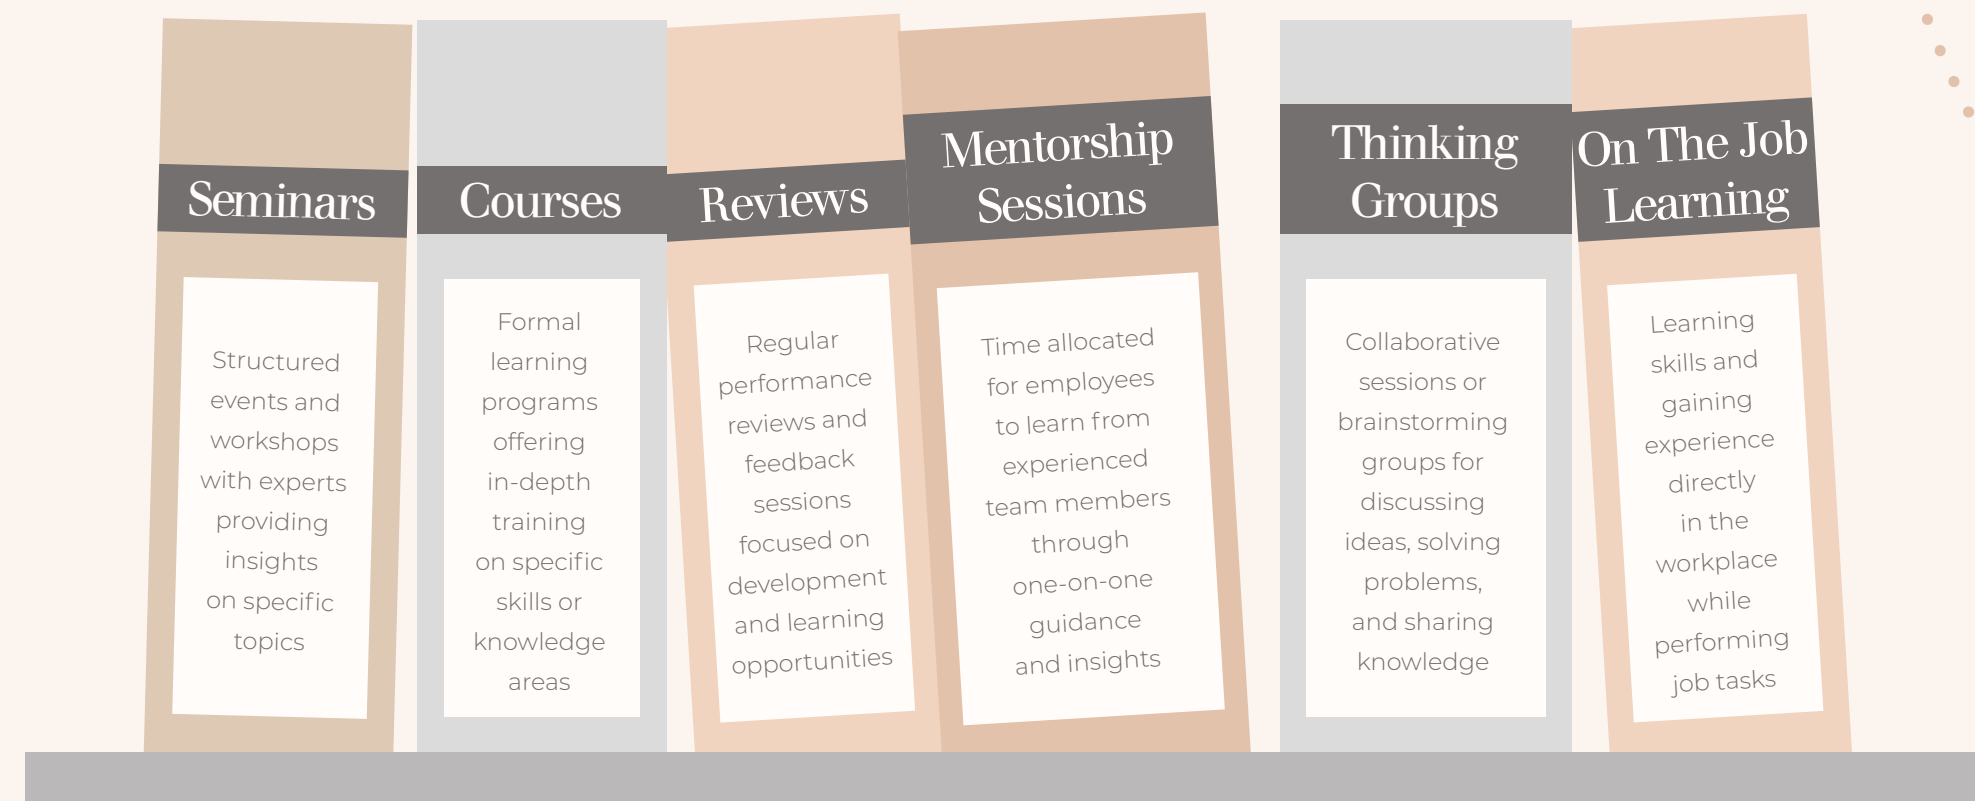 Seminars
Structured
events and
workshops
with experts
providing
insights
on specific
topics
Courses
Formal
learning
programs
offering
in-depth
training
on specific
skills or
knowledge
areas
Reviews
Regular
performance
reviews and
feedback
sessions
focused on
development
and learning
opportunities
Mentorship
Sessions
Time allocated
for employees
to learn from
experienced
team members
through
one-on-one
guidance
and insights
Thinking
Groups
Collaborative
sessions or
brainstorming
groups for
discussing
ideas, solving
problems,
and sharing
knowledge
On The Job
Learning
Learning
skills and
gaining
experience
directly
in the
workplace
while
performing
job tasks